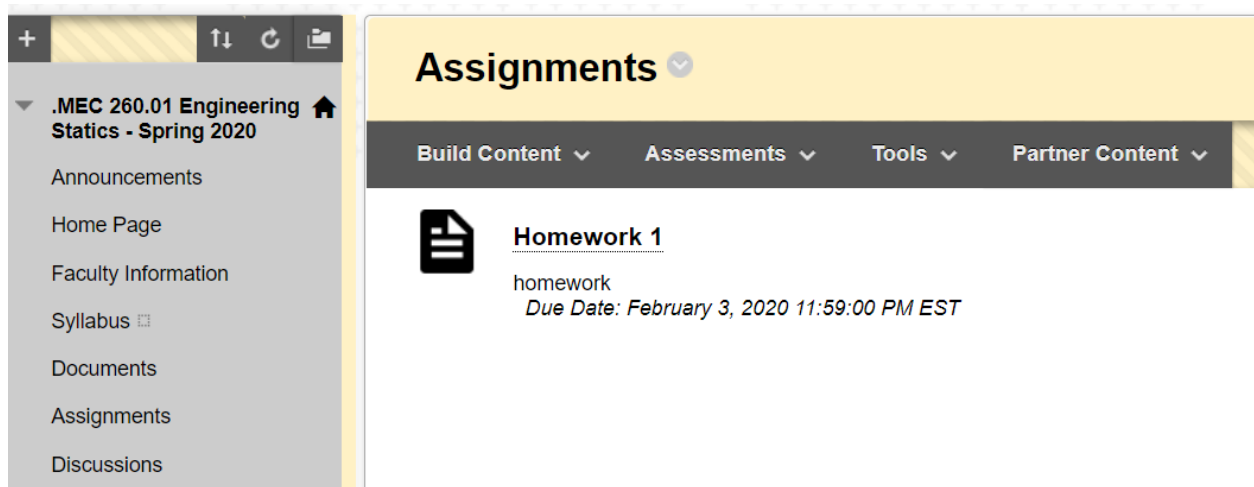 .MEC 260.01 Engineering
Statics - Spring 2020
Announcements
Home Page
Faculty Information
Syllabus
Documents
Assignments
Discussions
Assignments
Build Content
Assessments
Tools
Partner Content
Homework 1
homework
Due Date: February 3, 2020 11:59:00 PM EST